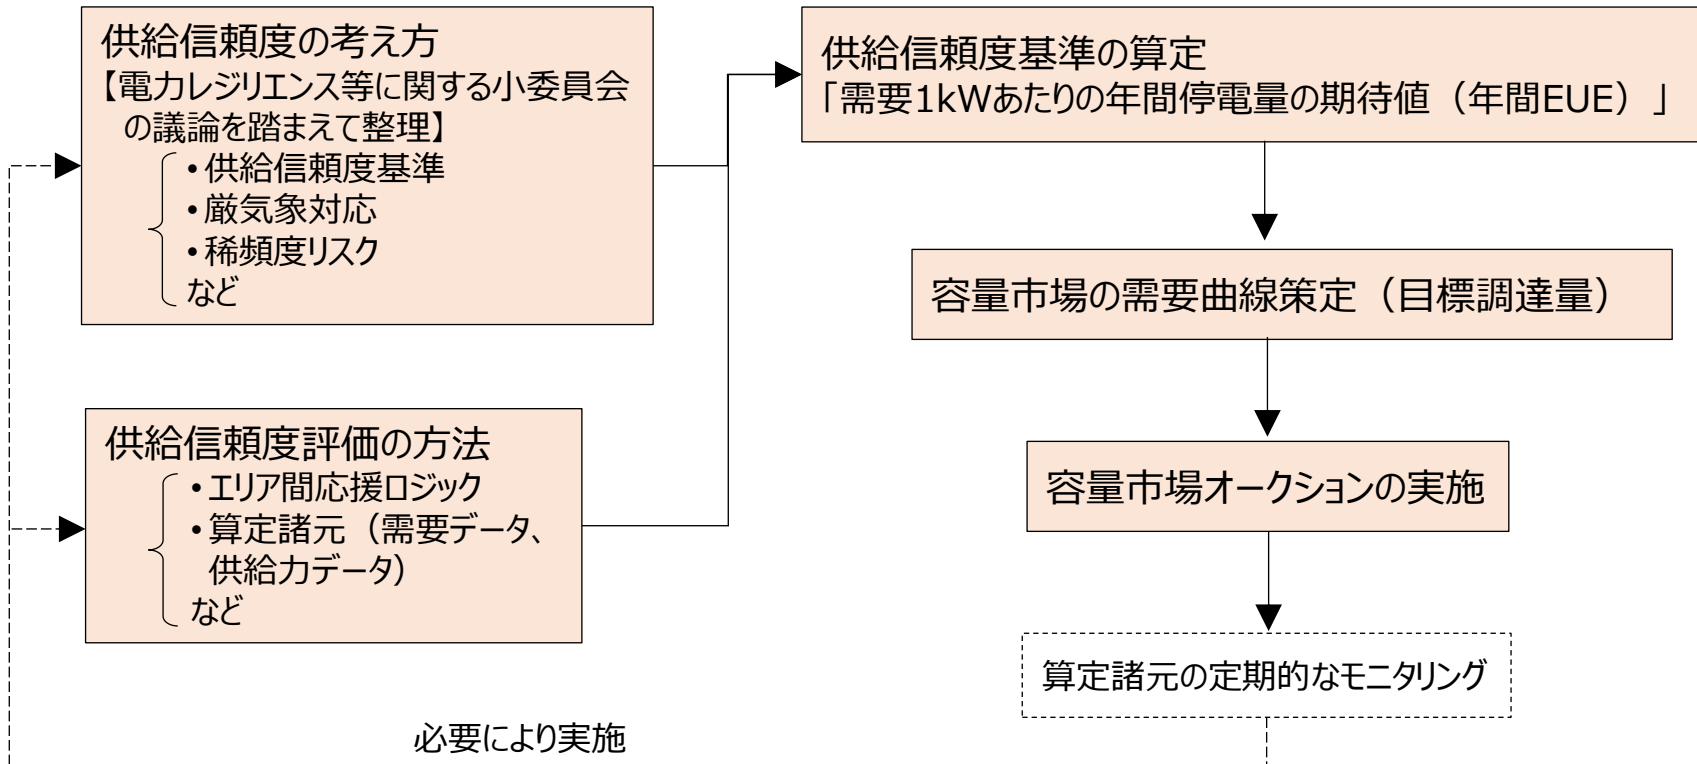 供給信頼度の考え方
【電力レジリエンス等に関する小委員会
の議論を踏まえて整理】
・供給信頼度基準
・厳気象対応
・稀頻度リスク
など
供給信頼度評価の方法
・エリア間応援ロジック
・算定諸元（需要データ、
供給力データ）
など
供給信頼度基準の算定
「需要1kWあたりの年間停電量の期待値（年間EUE）」
容量市場の需要曲線策定（目標調達量）
容量市場オークションの実施
算定諸元の定期的なモニタリング
必要により実施